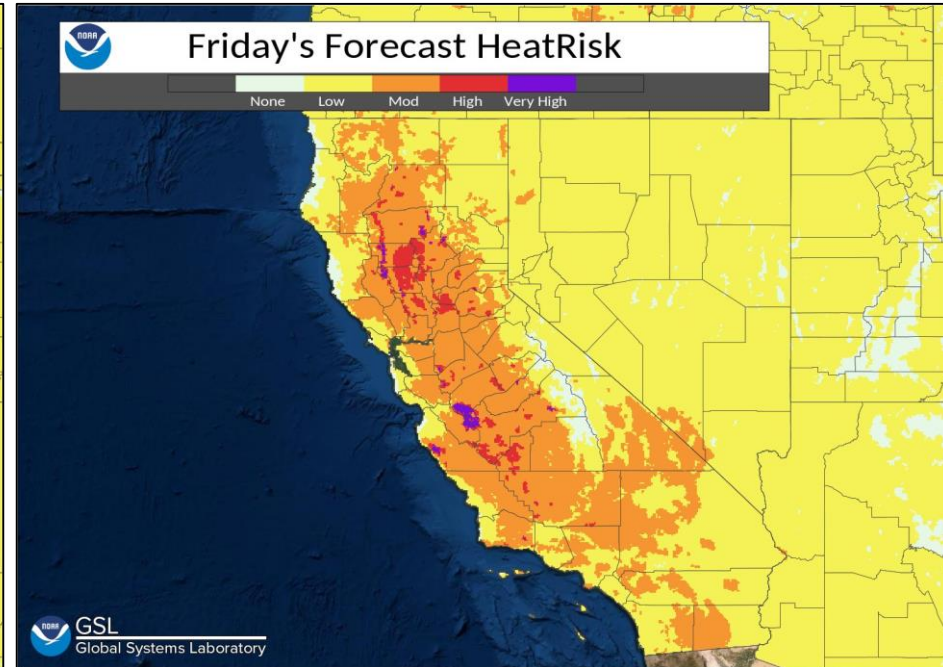 NOAA
Friday's Forecast HeatRisk
None Low Mod High Very High
NOAA
GSL
Global Systems Laboratory